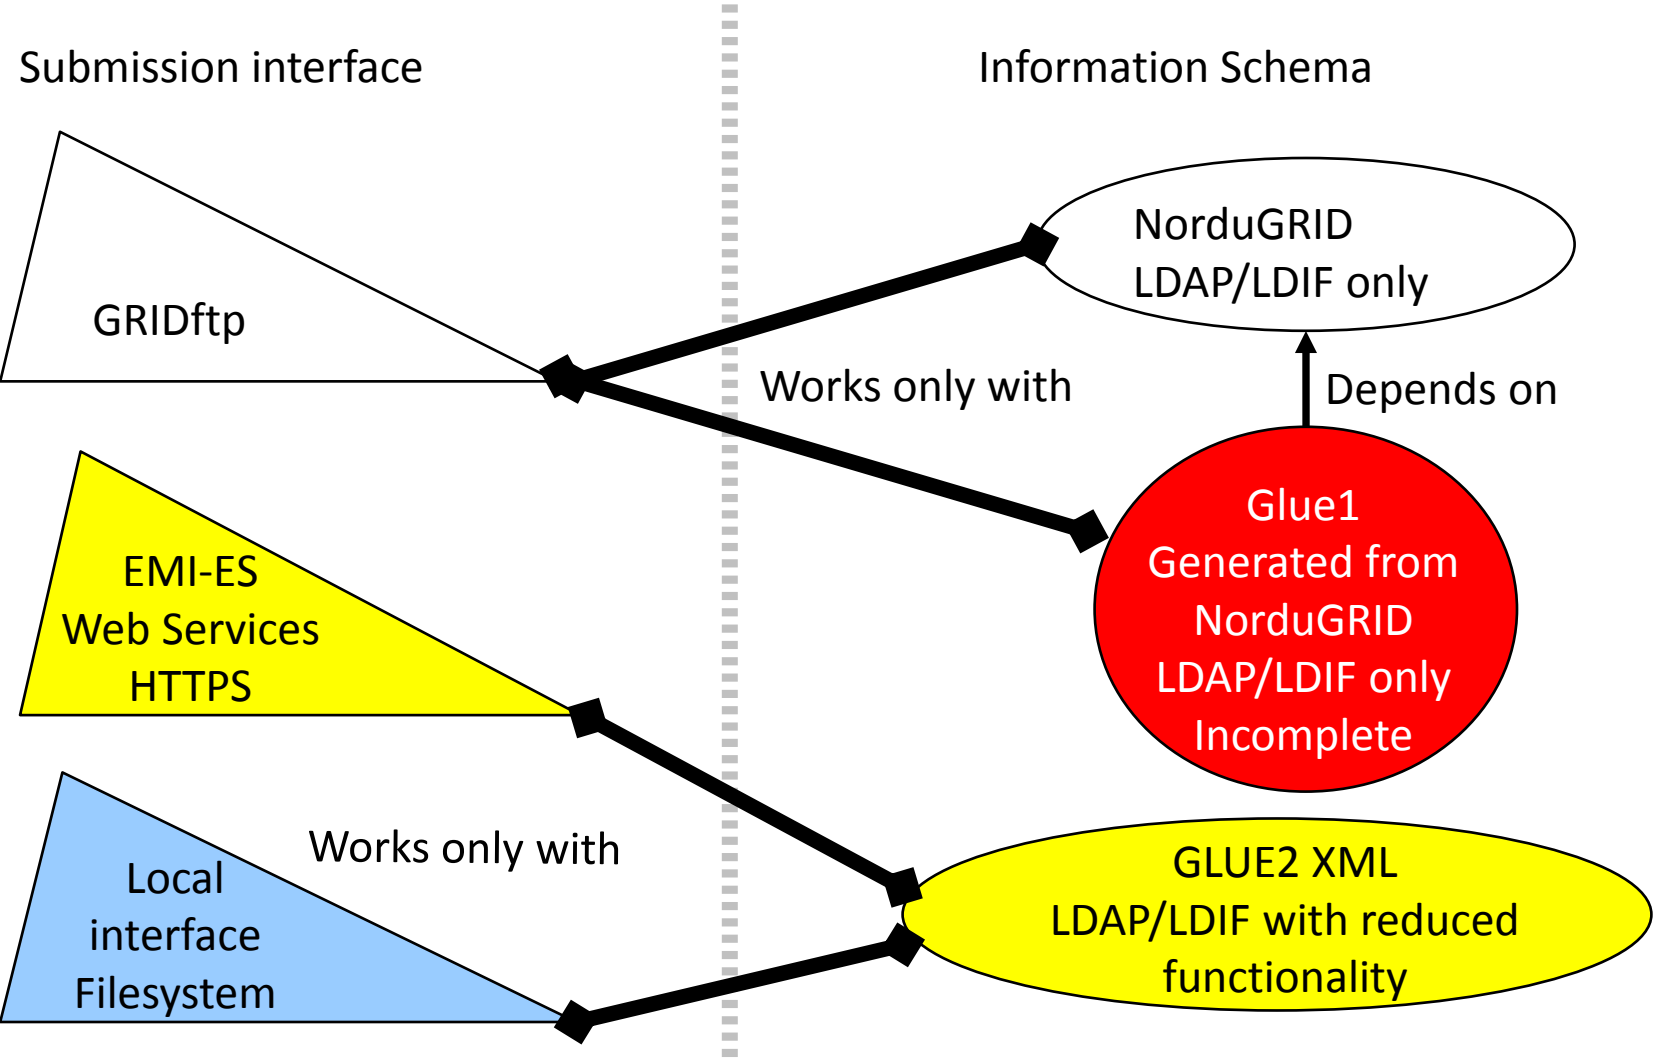 Submission interface
Information Schema
GRIDftp
NorduGRID
LDAP/LDIF only
Works only with
Depends on
Glue1
Generated from
NorduGRID
LDAP/LDIF only
Incomplete
EMI-ES
Web Services
HTTPS
Works only with
Local
interface
Filesystem
GLUE2 XML
LDAP/LDIF with reduced
functionality